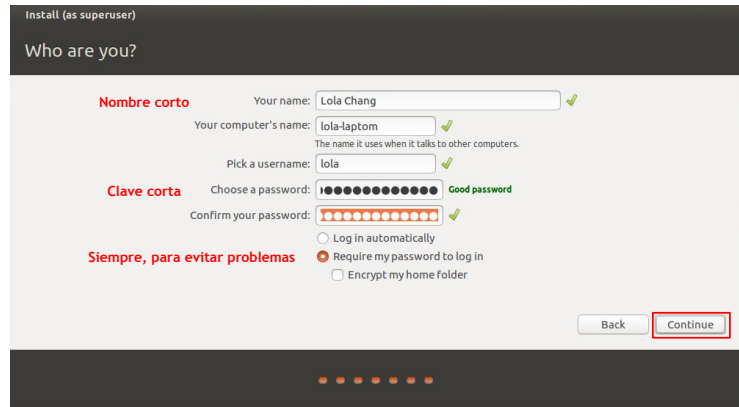 Install (as superuser)
Who are you?
Nombre corto Your name: Lola Chang
Your computer's name: lola-laptom
The name it uses when it talks to other computers.
Pick a username: lola
Clave corta Choose a password: Good password
Confirm your password:
Log in automatically
Siempre, para evitar problemas Require my password to log in
Encrypt my home folder
Back Continue